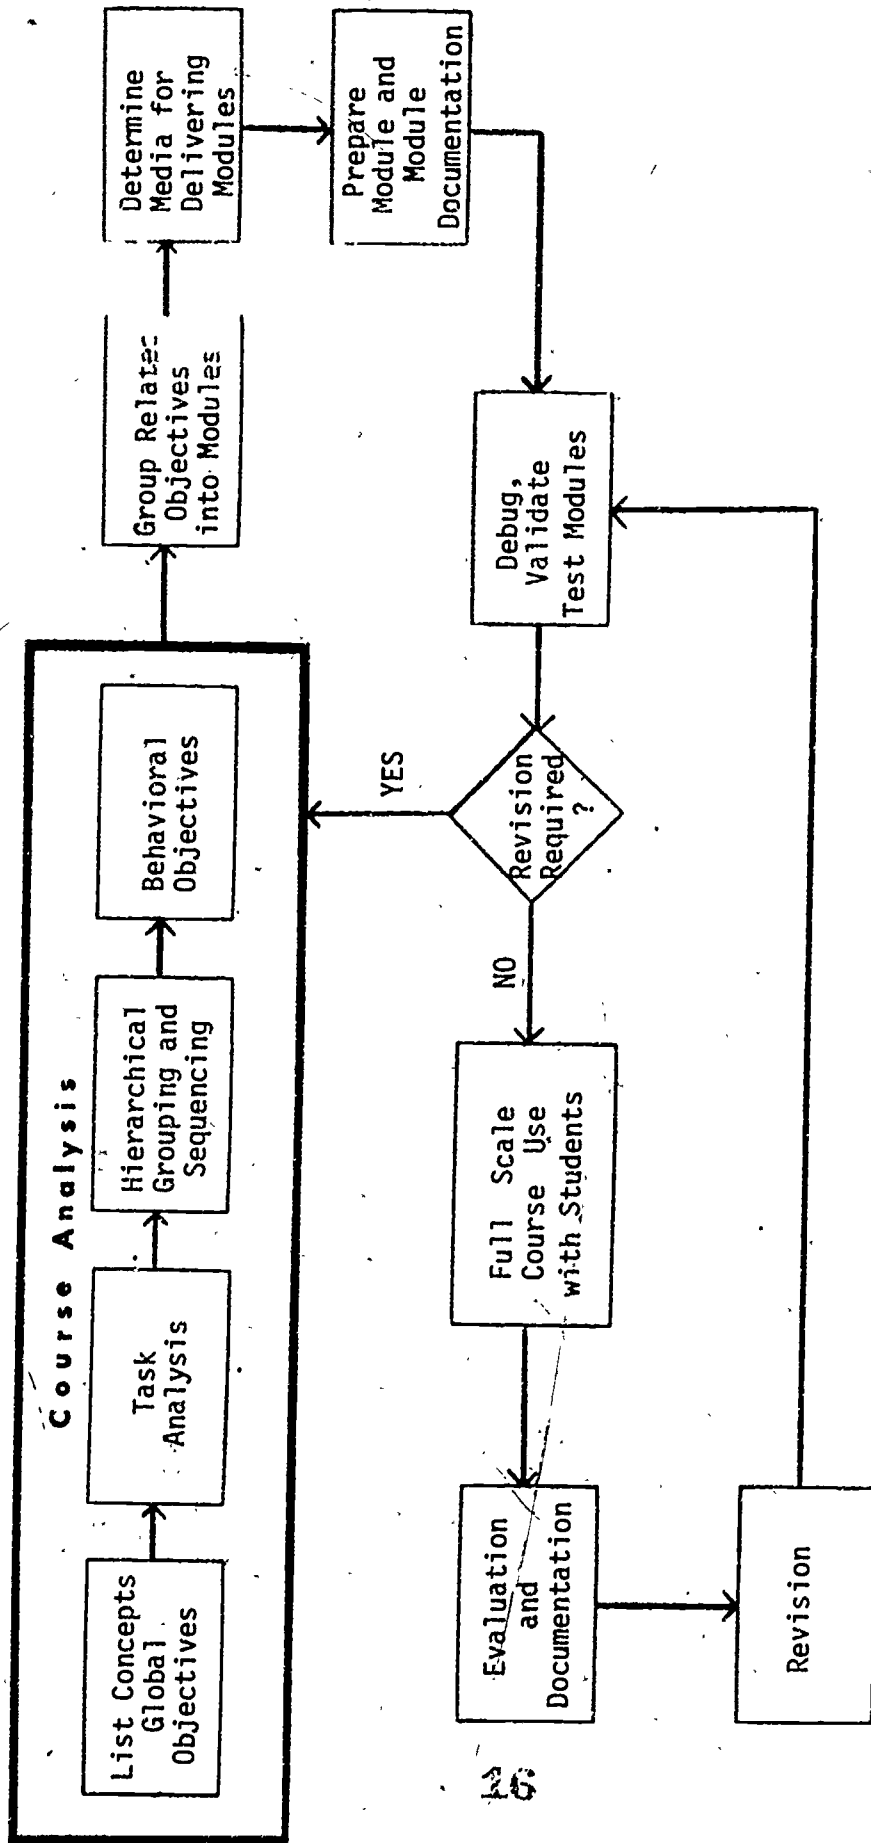 Course Analysis
List Concepts
Global
Objectives
Task
Analysis
Hierarchical
Grouping and
Sequencing
Behavioral
Objectives
Group Related
Objectives
into Modules
Determine
Media for
Delivering
Modules
Prepare
Module and
Module
Documentation
Debug,
Validate
Test Modules
Revision
Required
?
YES
NO
Full Scale
Course Use
with Students
Evaluation
and
Documentation
Revision